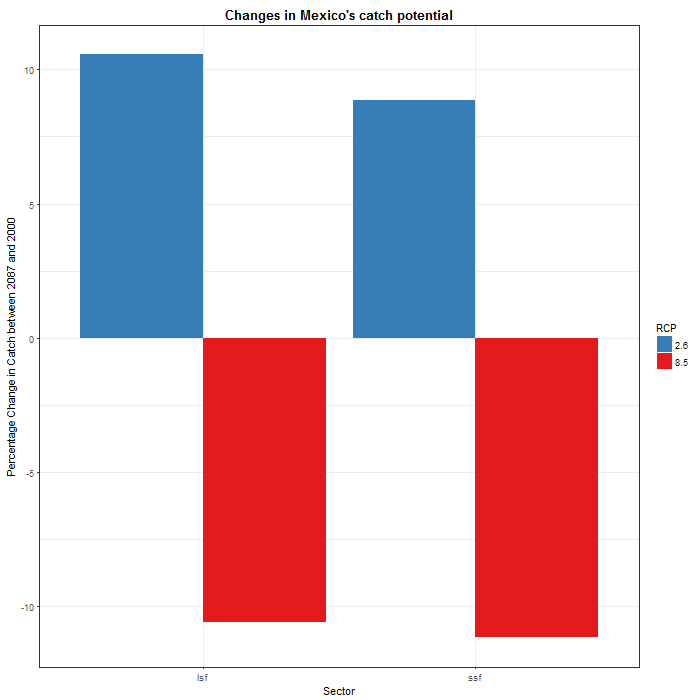 Changes in Mexico's catch potential
Percentage Change in Catch between 2087 and 2000
10
5
0
-5
-10
lsf
ssf
Sector
RCP
2.6
8.5